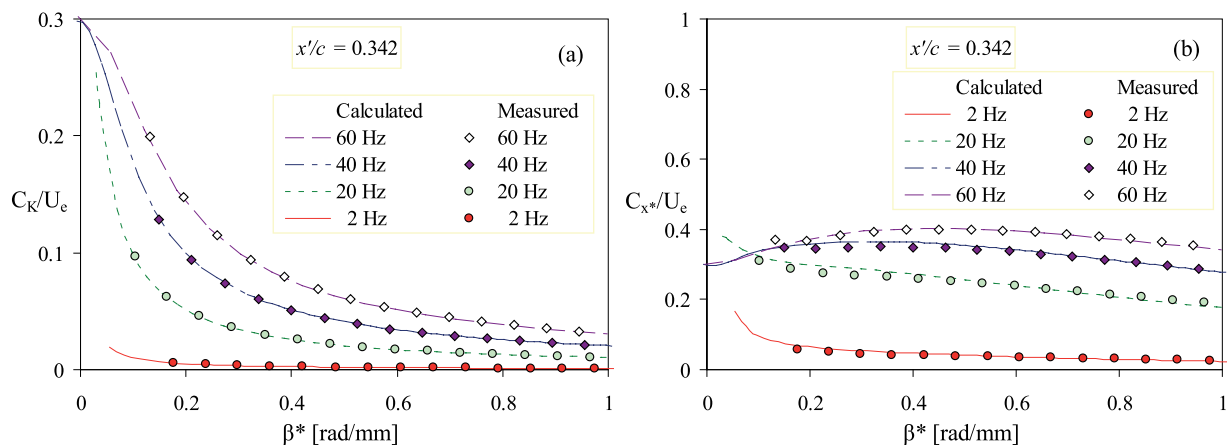 0.3
0.2
0.1
0
C_K/U_e
x'/c = 0.342
(a)
Calculated Measured
60 Hz 60 Hz
40 Hz 40 Hz
20 Hz 20 Hz
2 Hz 2 Hz
0 0.2 0.4 0.6 0.8 1
β* [rad/mm]
1
0.8
0.6
0.4
0.2
0
C_x*/U_e
x'/c = 0.342
(b)
Calculated Measured
2 Hz 2 Hz
20 Hz 20 Hz
40 Hz 40 Hz
60 Hz 60 Hz
0 0.2 0.4 0.6 0.8 1
β* [rad/mm]